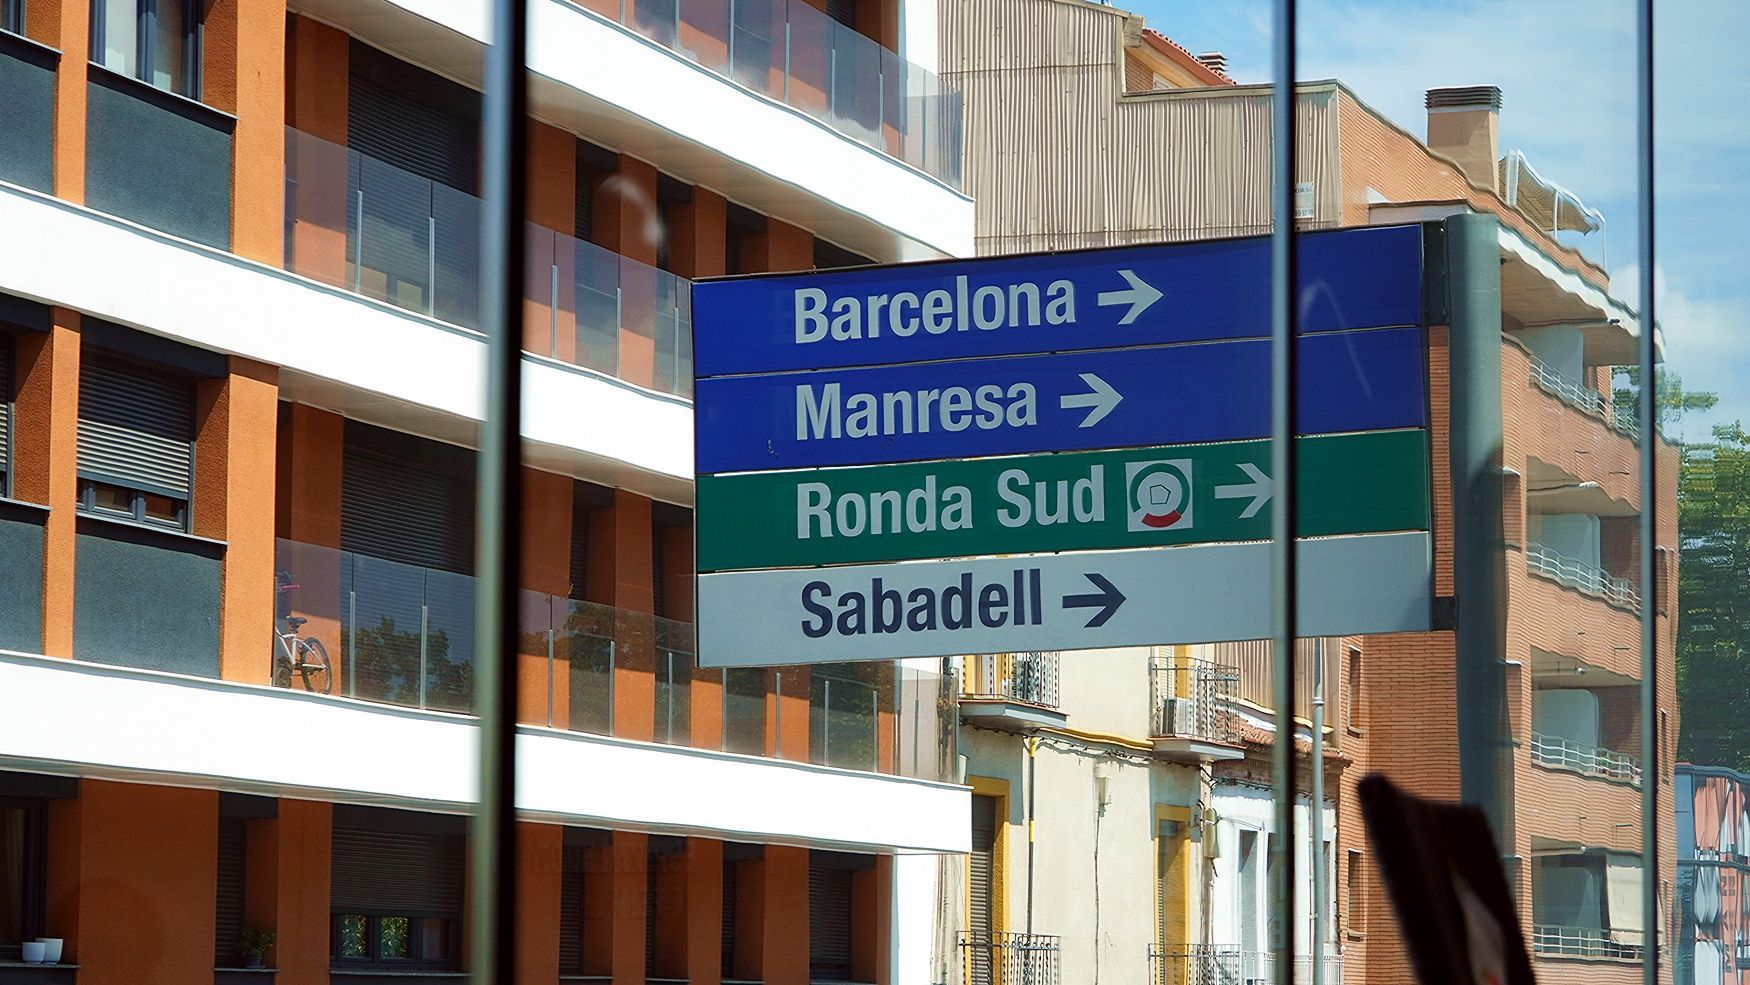 Barcelona →
Manresa →
Ronda Sud →
Sabadell →